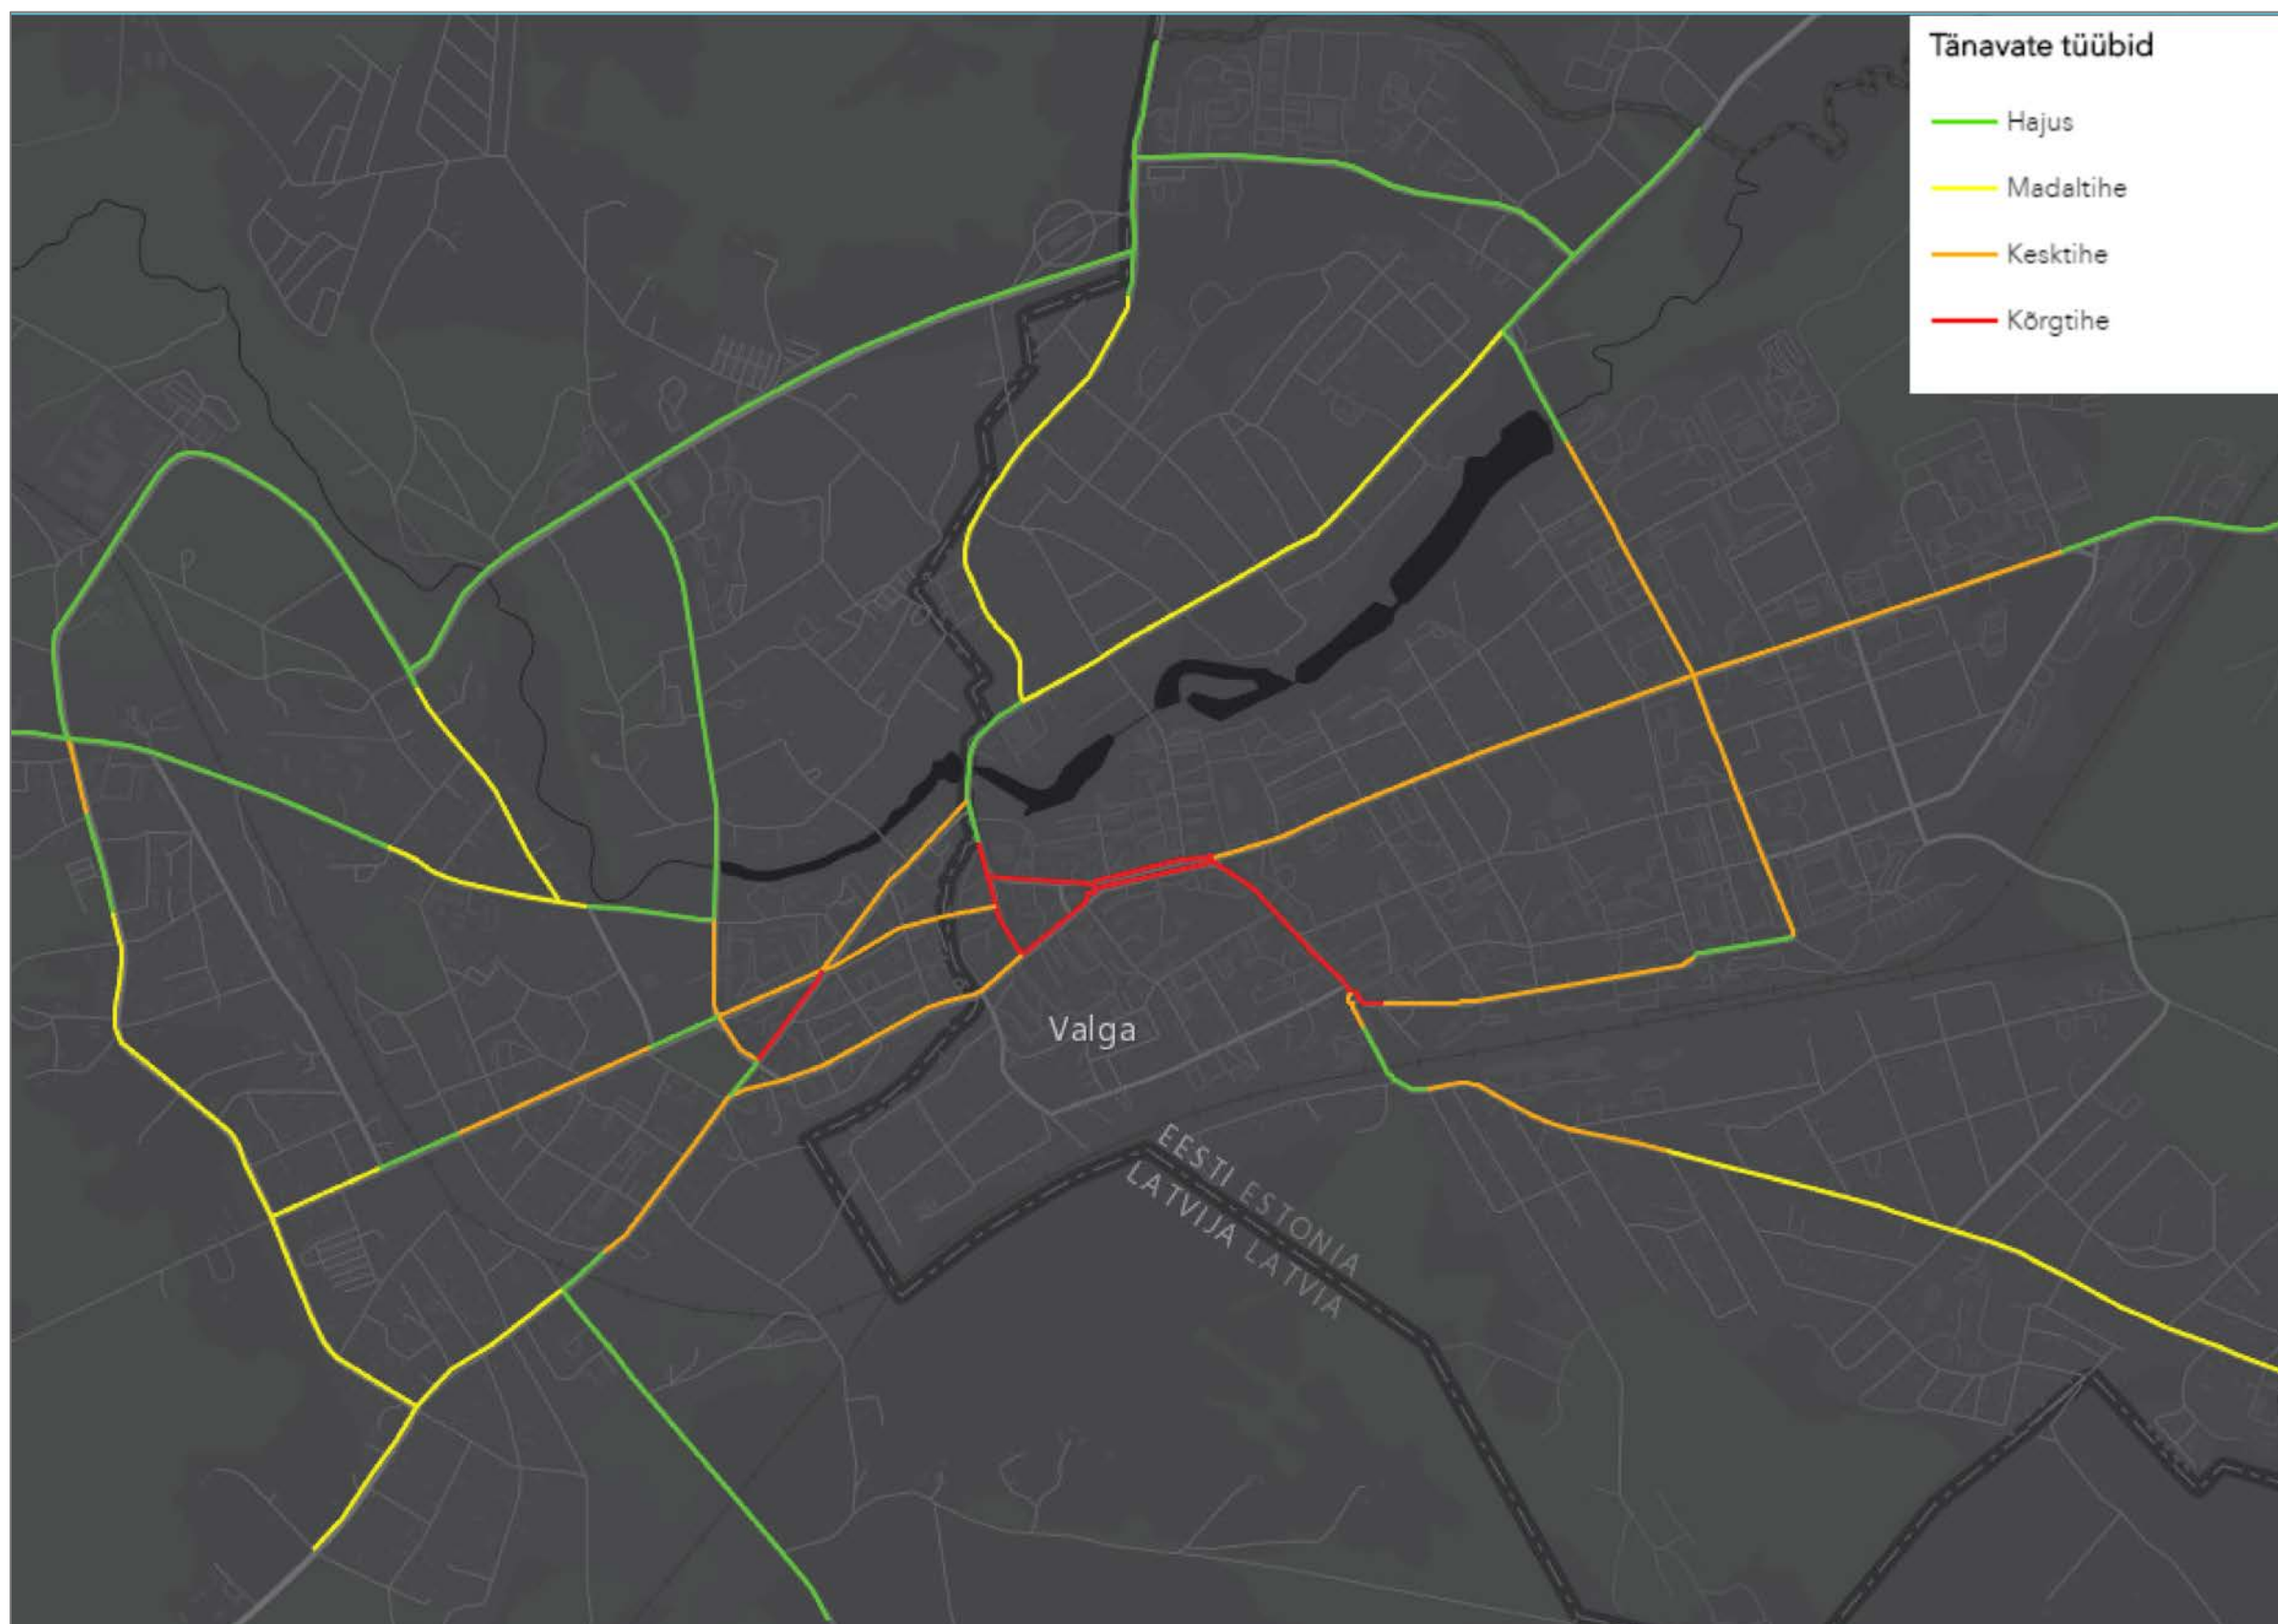 Tänavate tüübid
Hajus
Madaltihe
Kesktihe
Kõrgtihe
Valga
EESTI ESTONIA
LATVIJA LATVIA